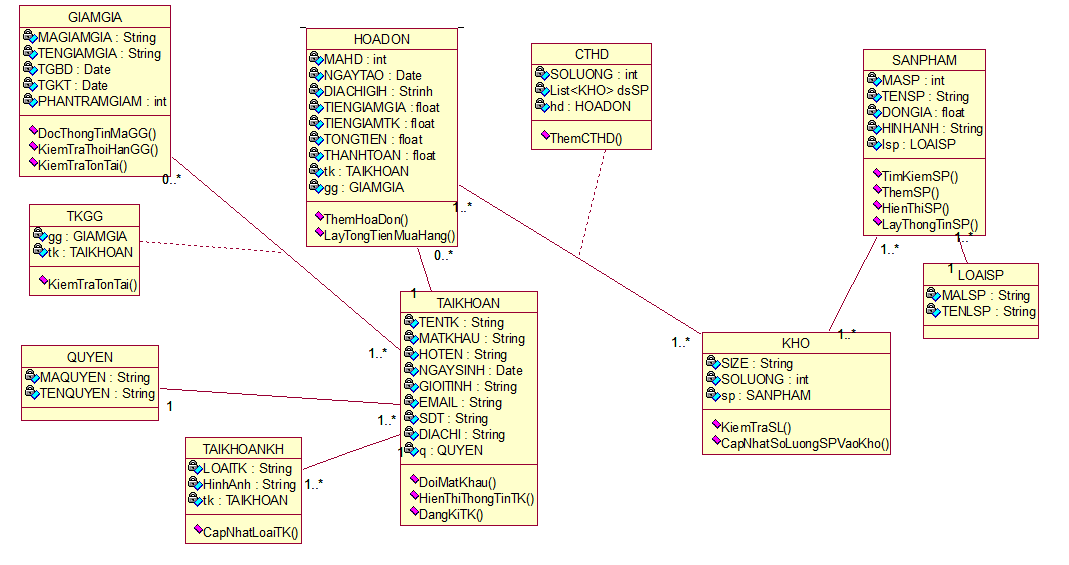 GIAMGIA
MAGIAMGIA : String
TENGIAMGIA : String
TGBD : Date
TGKT : Date
PHANTRAMGIAM : int
DocThongTinMaGG()
KiemTraThoiHanGG()
KiemTraTonTai()
0..*
HOADON
MAHD : int
NGAYTAO : Date
DIACHIGIH : Strinh
TIENGIAMGIA : float
TIENGIAMTK : float
TONGTIEN : float
THANHTOAN : float
tk : TAIKHOAN
gg : GIAMGIA
ThemHoaDon()
LayTongTienMuaHang()
1..*
0..*
CTHD
SOLUONG : int
List<KHO> dsSP
hd : HOADON
ThemCTHD()
SANPHAM
MASP : int
TENSP : String
DONGIA : float
HINHANH : String
lsp : LOAISP
TimKiemSP()
ThemSP()
HienThiSP()
LayThongTinSP()
1..*
1..*
1
LOAISP
MALSP : String
TENLSP : String
TKGG
gg : GIAMGIA
tk : TAIKHOAN
KiemTraTonTai()
1
TAIKHOAN
TENTK : String
MATKHAU : String
HOTEN : String
NGAYSINH : Date
GIOITINH : String
EMAIL : String
SDT : String
DIACHI : String
q : QUYEN
DoiMatKhau()
HienThiThongTinTK()
DangKiTK()
1..*
1..*
1
KHO
SIZE : String
SOLUONG : int
sp : SANPHAM
KiemTraSL()
CapNhatSoLuongSPVaoKho()
1..*
1..*
QUYEN
MAQUYEN : String
TENQUYEN : String
1
TAIKHOANKH
LOAITK : String
HinhAnh : String
tk : TAIKHOAN
CapNhatLoaiTK()
1..*